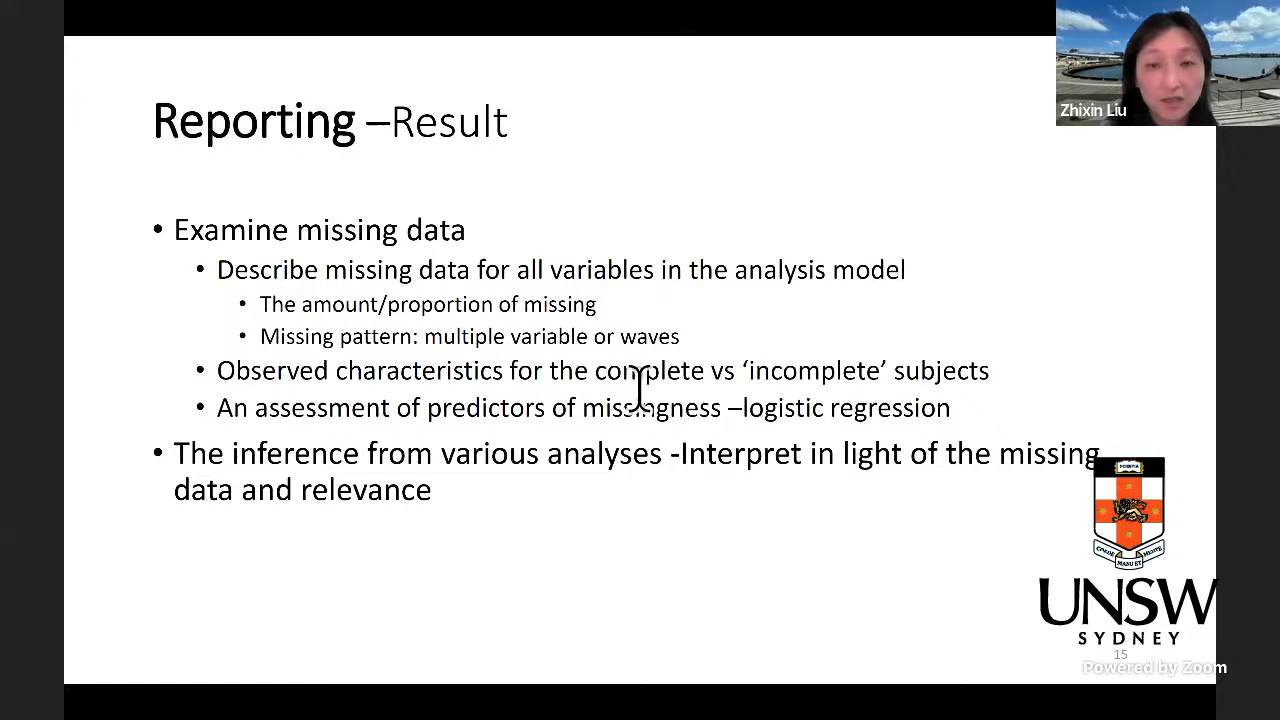 Zhixin Liu
Reporting –Result
• Examine missing data
• Describe missing data for all variables in the analysis model
• The amount/proportion of missing
• Missing pattern: multiple variable or waves
• Observed characteristics for the complete vs ‘incomplete’ subjects
• An assessment of predictors of missingness –logistic regression
• The inference from various analyses -Interpret in light of the missing
data and relevance
SCIENTIA
MANU ET
UNSW
SYDNEY
15
Powered by Zoom